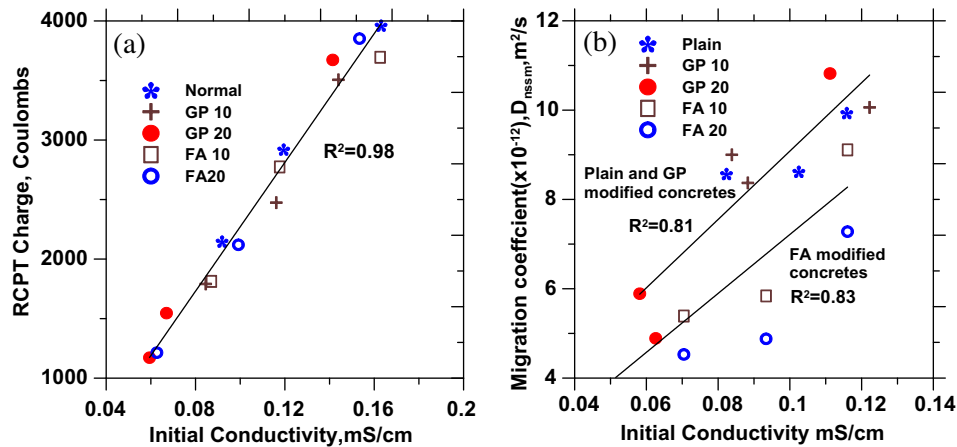 (a)
RCPT Charge, Coulombs
4000
3000
2000
1000
Normal
GP 10
GP 20
FA 10
FA20
R²=0.98
0.04 0.08 0.12 0.16 0.2
Initial Conductivity,mS/cm
(b)
Migration coeffcient(x10⁻¹²),Dnssm,m²/s
12
10
8
6
4
Plain
GP 10
GP 20
FA 10
FA 20
Plain and GP
modified concretes
R²=0.81
FA modified
concretes
R²=0.83
0.04 0.06 0.08 0.1 0.12 0.14
Initial Conductivity mS/cm